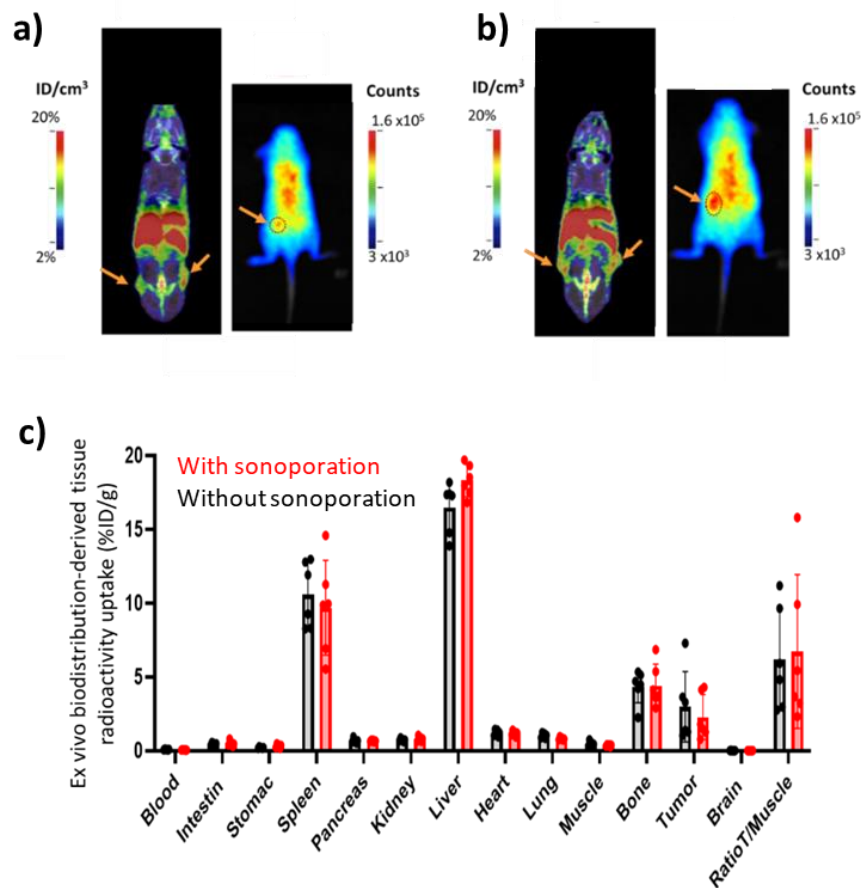 a)
b)
ID/cm³
20%
2%
Counts
1.6 x10⁵
3 x10³
ID/cm³
20%
2%
Counts
1.6 x10⁵
3 x10³
c)
Ex vivo biodistribution-derived tissue
radioactivity uptake (%ID/g)
With sonoporation
Without sonoporation
20
15
10
5
0
Blood
Intestin
Stomac
Spleen
Pancreas
Kidney
Liver
Heart
Lung
Muscle
Bone
Tumor
Brain
RatioT/Muscle